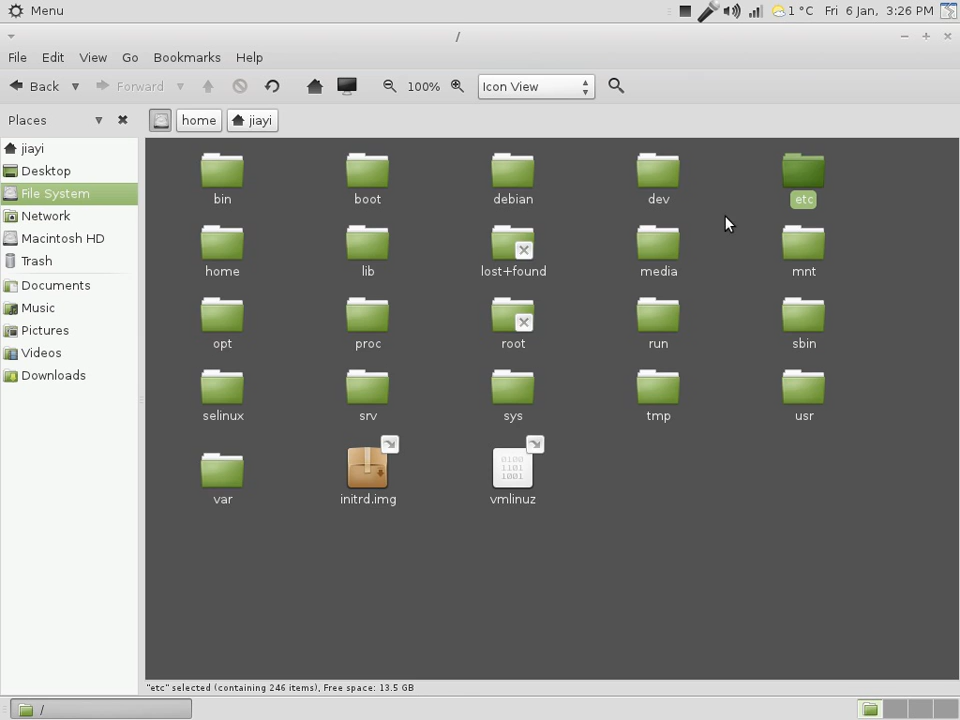 Menu
1 °C Fri 6 Jan, 3:26 PM
/
File Edit View Go Bookmarks Help
Back Forward 100% Icon View
Places home jiayi
jiayi
Desktop
File System
Network
Macintosh HD
Trash
Documents
Music
Pictures
Videos
Downloads
bin boot debian dev etc
home lib lost+found media mnt
opt proc root run sbin
selinux srv sys tmp usr
0100
1101
1001
var initrd.img vmlinuz
"etc" selected (containing 246 items), Free space: 13.5 GB
/